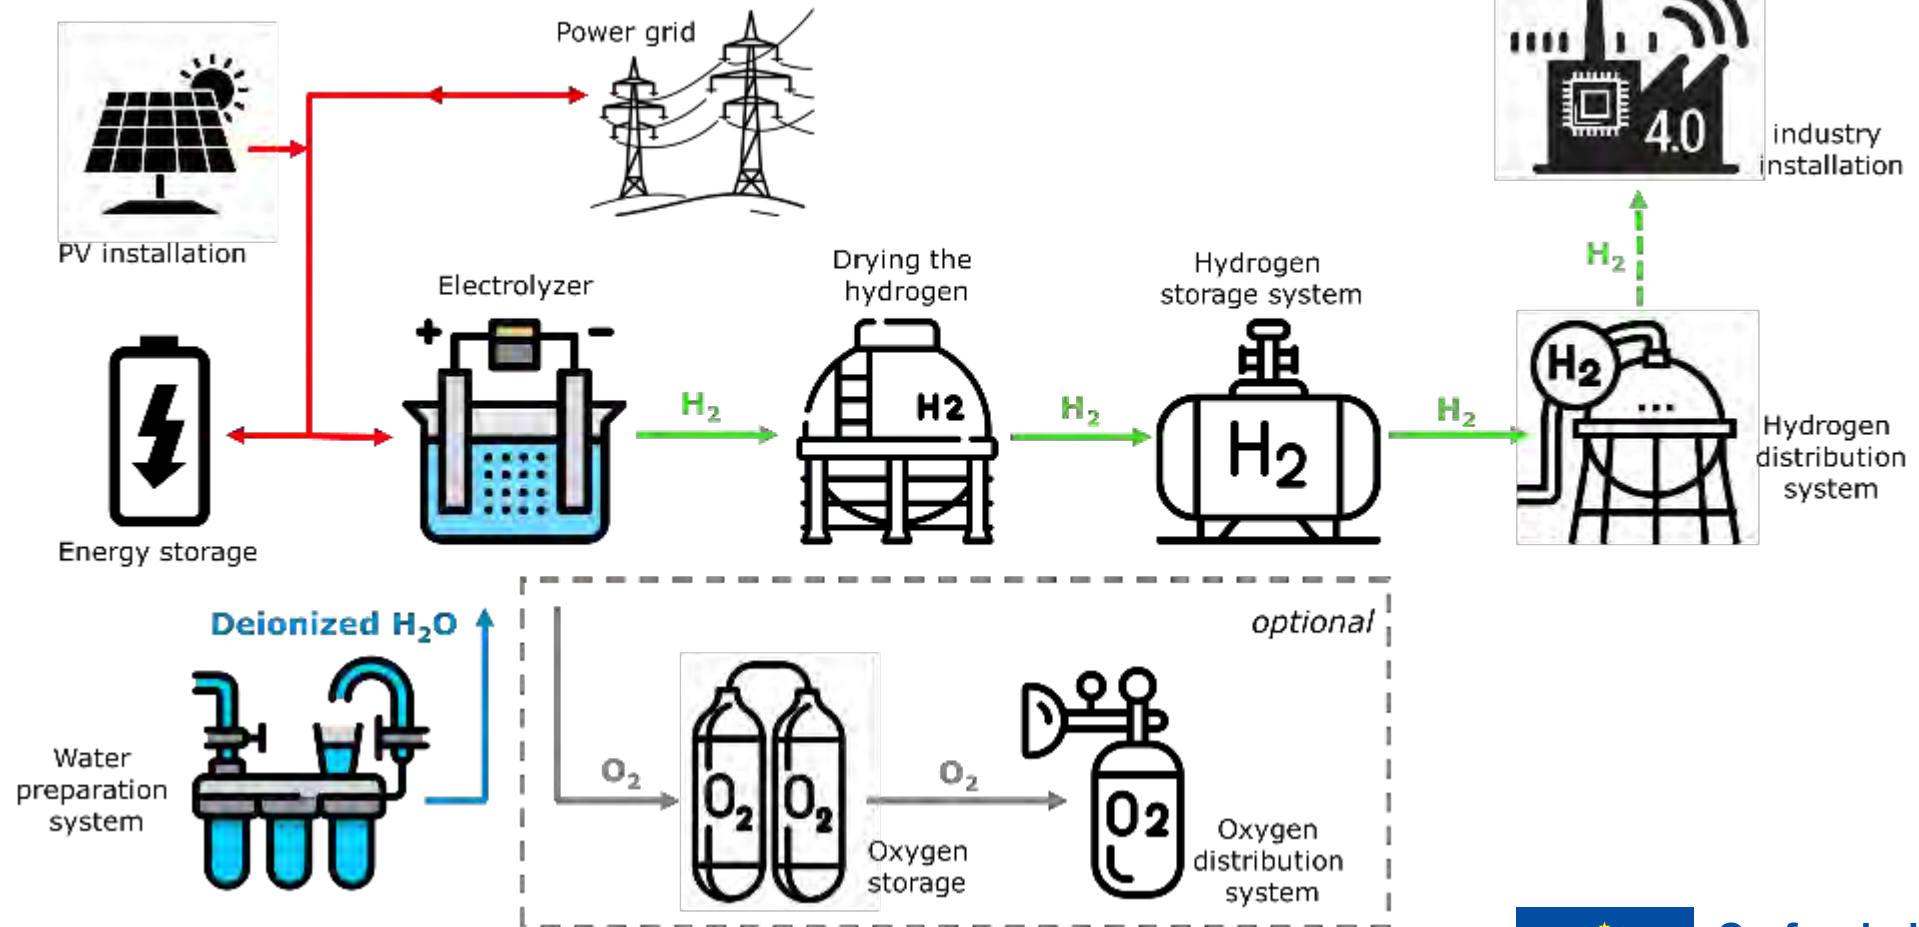 Power grid
4.0
industry
installation
PV installation
H₂
Electrolyzer
Drying the
hydrogen
Hydrogen
storage system
+
−
H₂
H2
H₂
H₂
H₂
H₂
Hydrogen
distribution
system
Energy storage
Deionized H₂O
optional
Water
preparation
system
O₂
O₂
O₂
O₂
O₂
Oxygen
storage
Oxygen
distribution
system